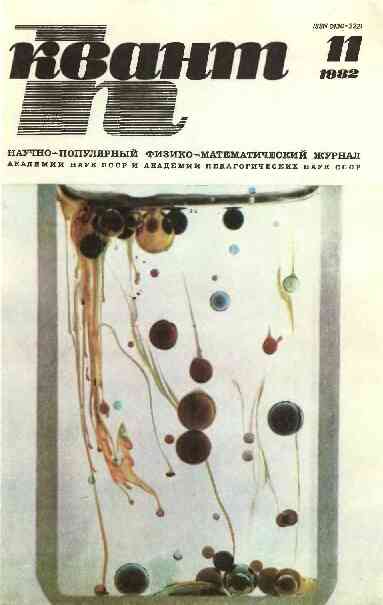 ISSN 0130-2221
квант
11
1982
НАУЧНО-ПОПУЛЯРНЫЙ ФИЗИКО-МАТЕМАТИЧЕСКИЙ ЖУРНАЛ
АКАДЕМИИ НАУК СССР И АКАДЕМИИ ПЕДАГОГИЧЕСКИХ НАУК СССР